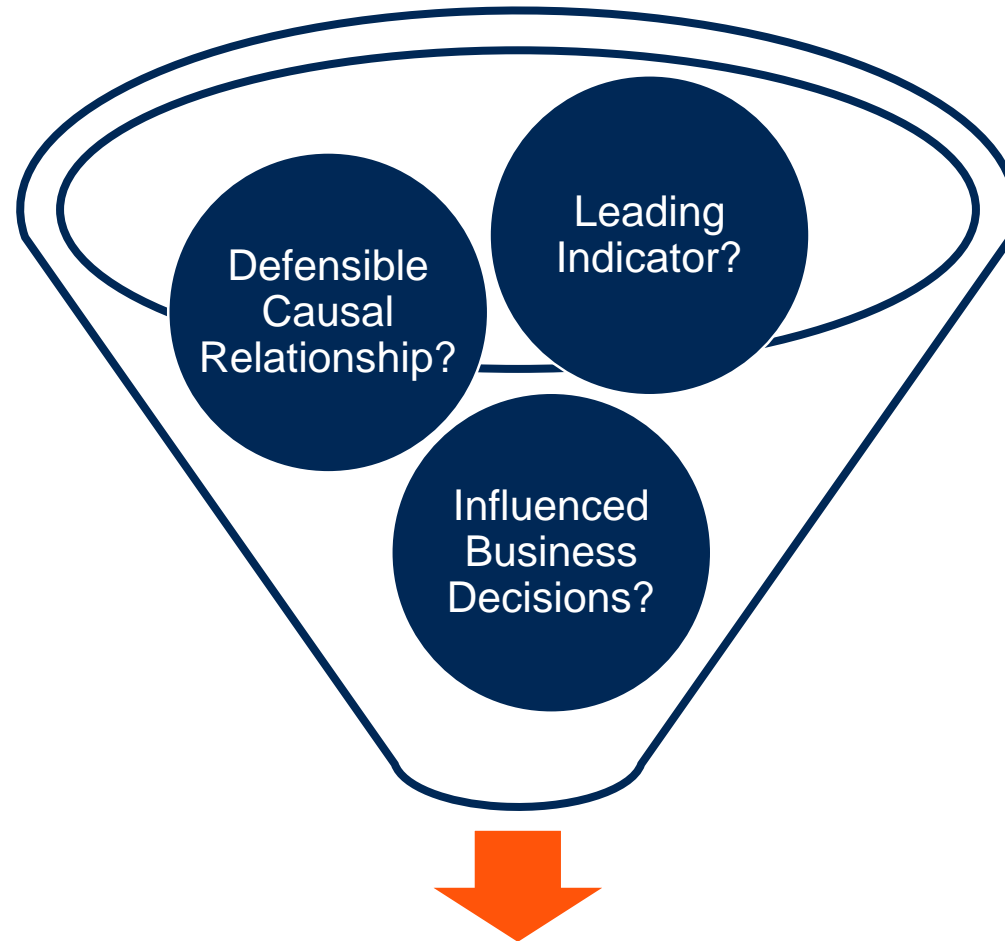 Defensible
Causal
Relationship?
Leading
Indicator?
Influenced
Business
Decisions?